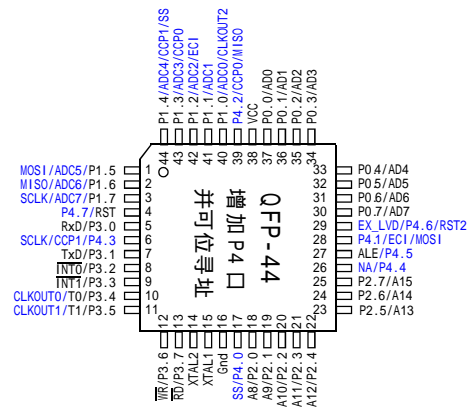 P1.4/ADC4/CCP1/SS
P1.3/ADC3/CCP0
P1.2/ADC2/ECI
P1.1/ADC1
P1.0/ADC0/CLKOUT2
P4.2/CCP0/MISO
VCC
P0.0/AD0
P0.1/AD1
P0.2/AD2
P0.3/AD3
44 43 42 41 40 39 38 37 36 35 34
MOSI/ADC5/P1.5 1
MISO/ADC6/P1.6 2
SCLK/ADC7/P1.7 3
P4.7/RST 4
RxD/P3.0 5
SCLK/CCP1/P4.3 6
TxD/P3.1 7
INT0/P3.2 8
INT1/P3.3 9
CLKOUT0/T0/P3.4 10
CLKOUT1/T1/P3.5 11
QFP-44
增加P4口
并可位寻址
33 P0.4/AD4
32 P0.5/AD5
31 P0.6/AD6
30 P0.7/AD7
29 EX_LVD/P4.6/RST2
28 P4.1/ECI/MOSI
27 ALE/P4.5
26 NA/P4.4
25 P2.7/A15
24 P2.6/A14
23 P2.5/A13
12 13 14 15 16 17 18 19 20 21 22
WR/P3.6
RD/P3.7
XTAL2
XTAL1
Gnd
SS/P4.0
A8/P2.0
A9/P2.1
A10/P2.2
A11/P2.3
A12/P2.4